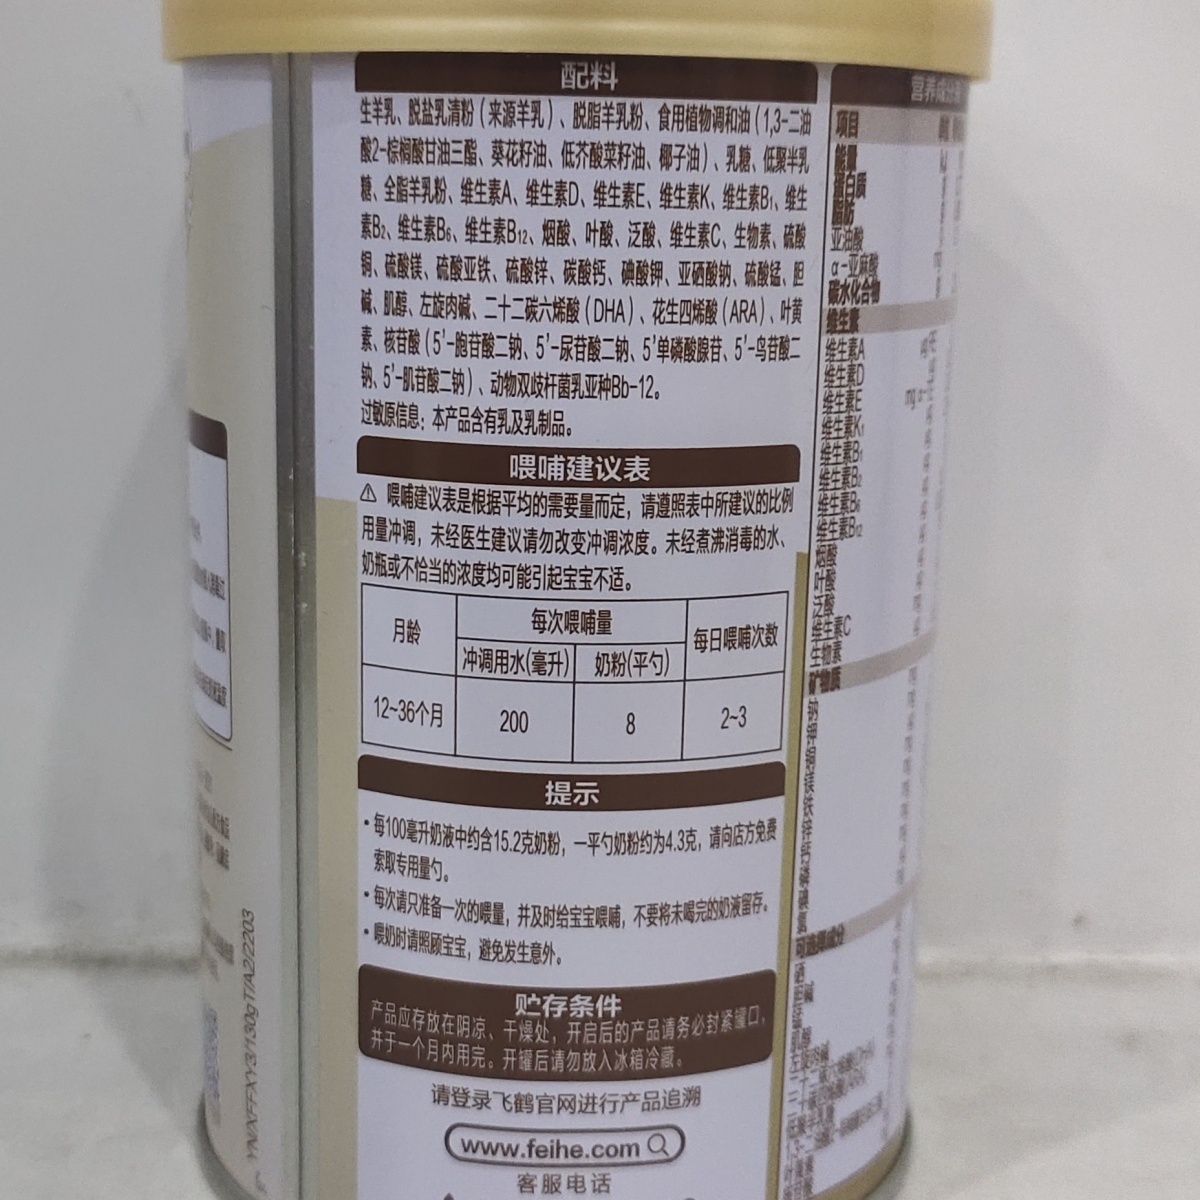 配料
生羊乳、脱盐乳清粉（来源羊乳）、脱脂羊乳粉、食用植物调和油（1,3-二油
酸2-棕榈酸甘油三酯、葵花籽油、低芥酸菜籽油、椰子油）、乳糖、低聚半乳
糖、全脂羊乳粉、维生素A、维生素D、维生素E、维生素K、维生素B₁、维生
素B₂、维生素B₆、维生素B₁₂、烟酸、叶酸、泛酸、维生素C、生物素、硫酸
铜、硫酸镁、硫酸亚铁、硫酸锌、碳酸钙、碘酸钾、亚硒酸钠、硫酸锰、胆
碱、肌醇、左旋肉碱、二十二碳六烯酸（DHA）、花生四烯酸（ARA）、叶黄
素、核苷酸（5'-胞苷酸二钠、5'-尿苷酸二钠、5'单磷酸腺苷、5'-鸟苷酸二
钠、5'-肌苷酸二钠）、动物双歧杆菌乳亚种Bb-12。
过敏原信息：本产品含有乳及乳制品。
喂哺建议表
⚠ 喂哺建议表是根据平均的需要量而定，请遵照表中所建议的比例
用量冲调，未经医生建议请勿改变冲调浓度。未经煮沸消毒的水、
奶瓶或不恰当的浓度均可能引起宝宝不适。
月龄
每次喂哺量
每日喂哺次数
冲调用水(毫升)
奶粉(平勺)
12~36个月
200
8
2~3
提示
·每100毫升奶液中约含15.2克奶粉，一平勺奶粉约为4.3克，请向店方免费
索取专用量勺。
·每次请只准备一次的喂量，并及时给宝宝喂哺，不要将未喝完的奶液留存。
·喂奶时请照顾宝宝，避免发生意外。
贮存条件
产品应存放在阴凉、干燥处，开启后的产品请务必封紧罐口，
并于一个月内用完。开罐后请勿放入冰箱冷藏。
请登录飞鹤官网进行产品追溯
www.feihe.com
客服电话
营养成分表
项目
能量
蛋白质
脂肪
亚油酸
α-亚麻酸
碳水化合物
维生素
维生素A
维生素D
维生素E
维生素K₁
维生素B₁
维生素B₂
维生素B₆
维生素B₁₂
烟酸
叶酸
泛酸
维生素C
生物素
矿物质
钠
钾
铜
镁
铁
锌
钙
磷
碘
氯
可选择成分
硒
胆碱
YN/XFFXY/3/130gT/A22203